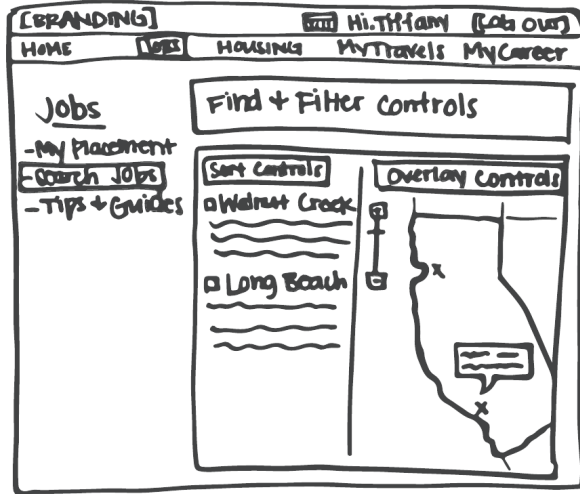 [BRANDING] Hi.Tiffany (Log Out)
HOME Jobs HOUSING MyTravels MyCareer
Jobs
-My Placement
-Search Jobs
-Tips + Guides
Find + Filter controls
Sort Controls
Overlay Controls
Walnut Creek
Long Beach